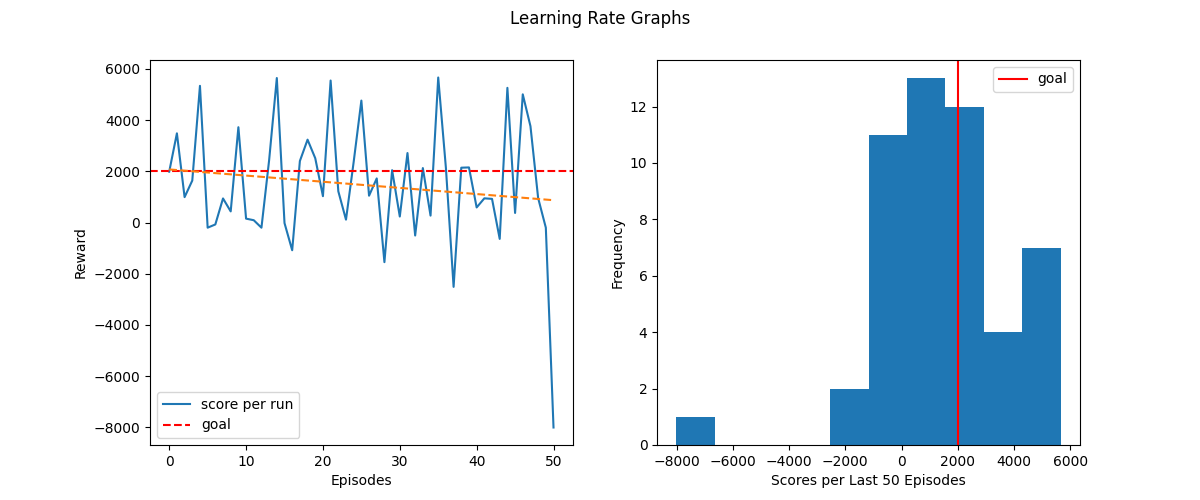 Learning Rate Graphs
Reward
6000
4000
2000
0
−2000
−4000
−6000
−8000
score per run
goal
0 10 20 30 40 50
Episodes
Frequency
12
10
8
6
4
2
0
goal
−8000 −6000 −4000 −2000 0 2000 4000 6000
Scores per Last 50 Episodes